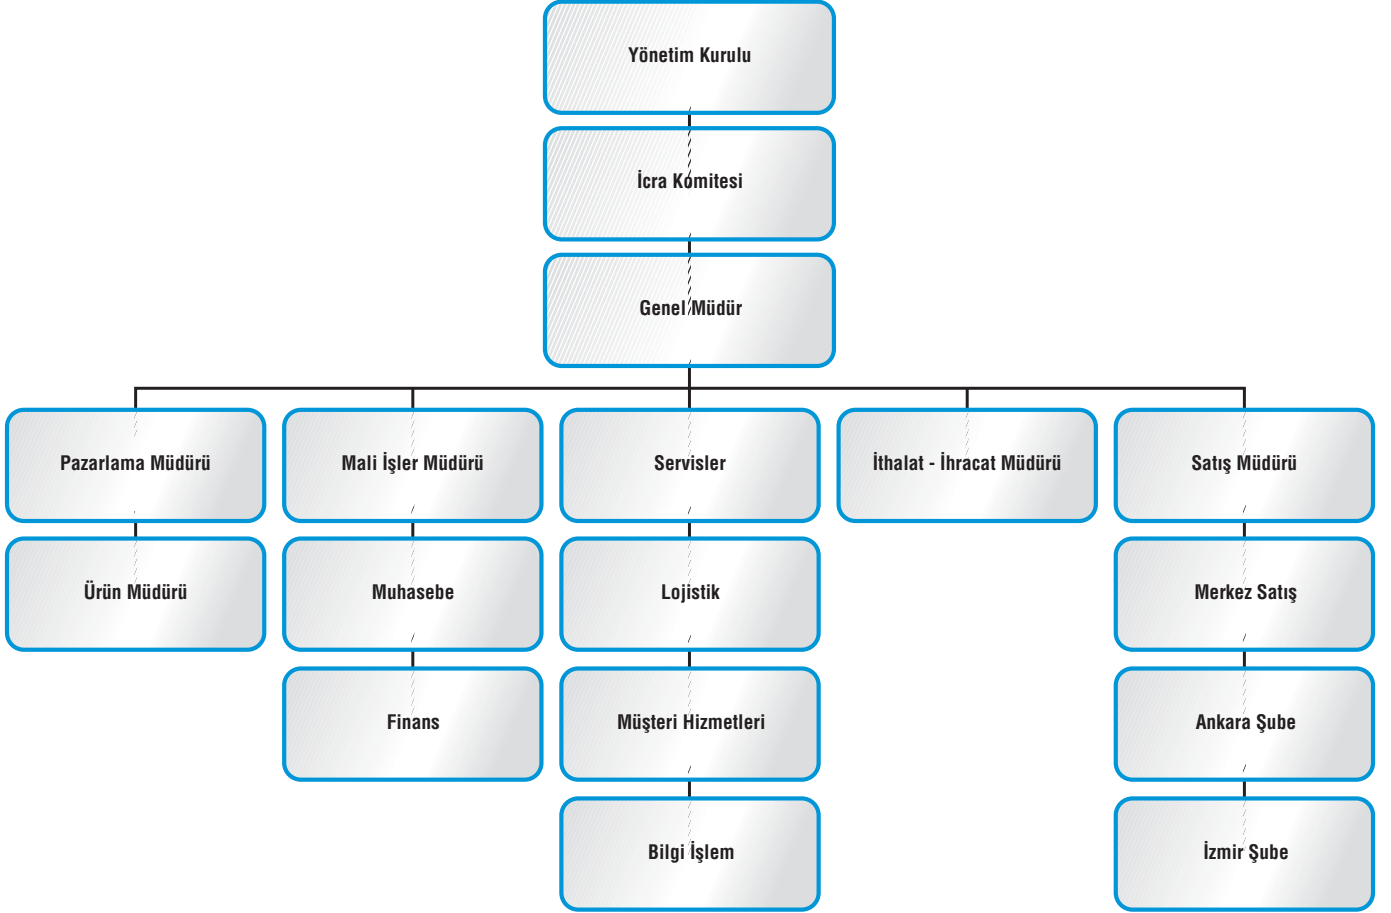 Yönetim Kurulu
İcra Komitesi
Genel Müdür
Pazarlama Müdürü
Mali İşler Müdürü
Servisler
İthalat - İhracat Müdürü
Satış Müdürü
Ürün Müdürü
Muhasebe
Lojistik
Merkez Satış
Finans
Müşteri Hizmetleri
Ankara Şube
Bilgi İşlem
İzmir Şube